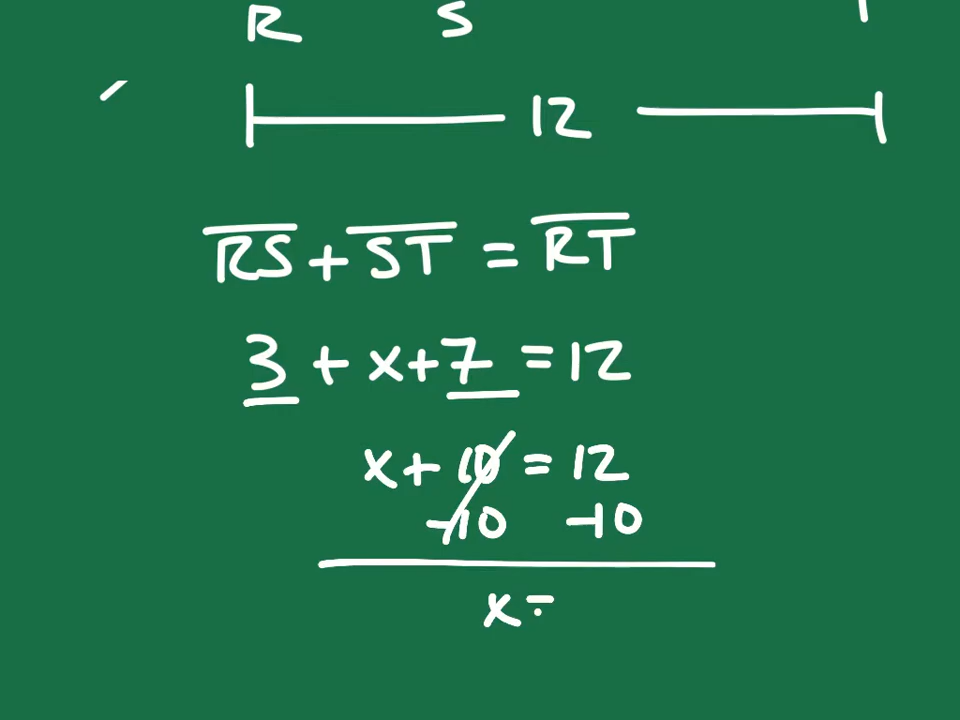 R S
12
RS + ST = RT
3 + x + 7 = 12
x + 10 = 12
-10 -10
x =